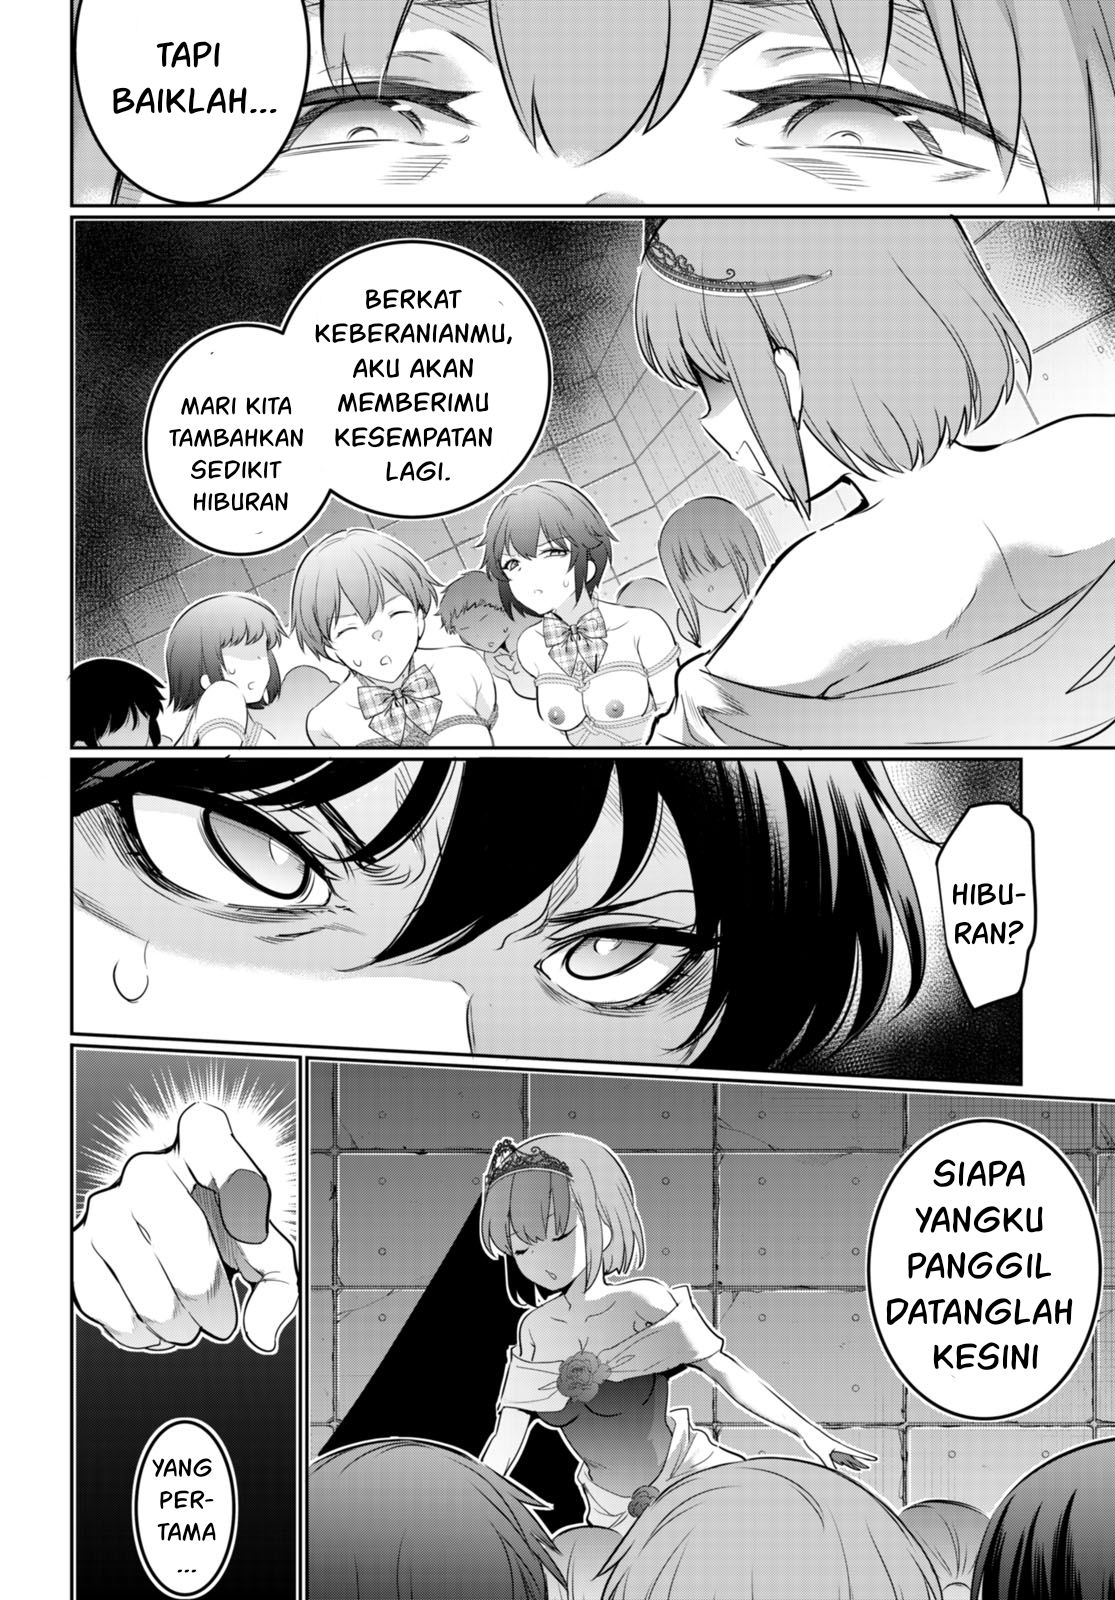 TAPI
BAIKLAH...
BERKAT
KEBERANIANMU,
AKU AKAN
MEMBERIMU
KESEMPATAN
LAGI.
MARI KITA
TAMBAHKAN
SEDIKIT
HIBURAN
HIBU-
RAN?
SIAPA
YANGKU
PANGGIL
DATANGLAH
KESINI
YANG
PER-
TAMA
...